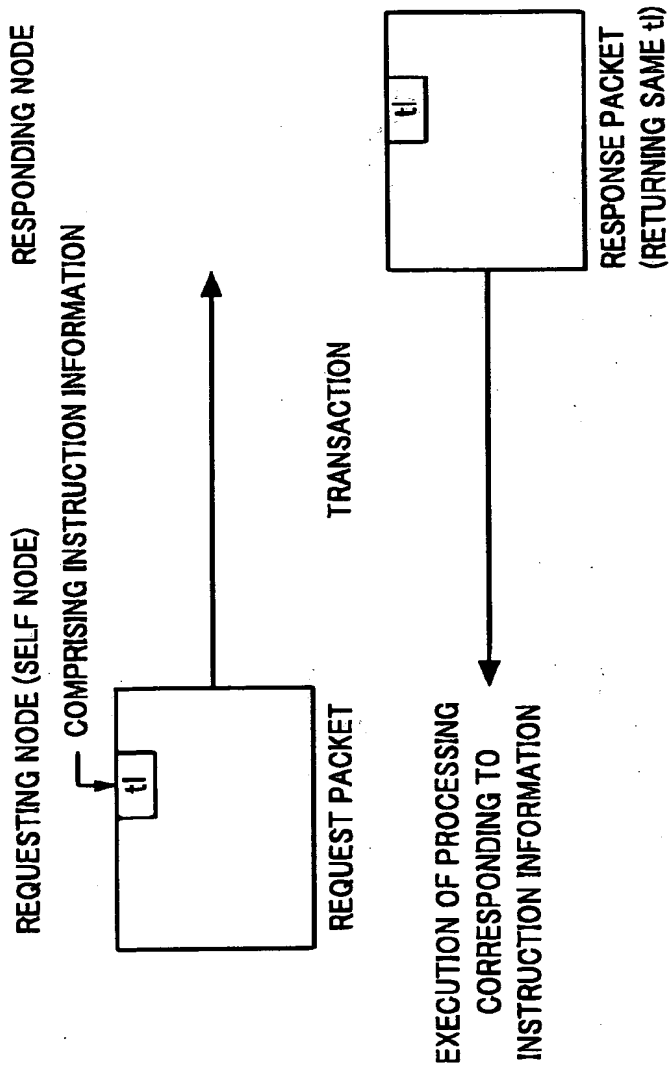 REQUESTING NODE (SELF NODE)
RESPONDING NODE
COMPRISING INSTRUCTION INFORMATION
tl
REQUEST PACKET
TRANSACTION
tl
EXECUTION OF PROCESSING
CORRESPONDING TO
INSTRUCTION INFORMATION
RESPONSE PACKET
(RETURNING SAME tl)